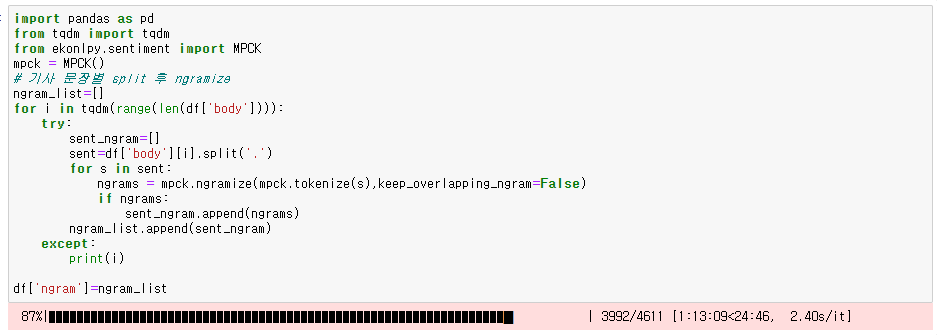 import pandas as pd
from tqdm import tqdm
from ekonlpy.sentiment import MPCK
mpck = MPCK()
# 기사 문장별 split 후 ngramize
ngram_list=[]
for i in tqdm(range(len(df['body']))):
    try:
        sent_ngram=[]
        sent=df['body'][i].split('.')
        for s in sent:
            ngrams = mpck.ngramize(mpck.tokenize(s),keep_overlapping_ngram=False)
            if ngrams:
                sent_ngram.append(ngrams)
        ngram_list.append(sent_ngram)
    except:
        print(i)

df['ngram']=ngram_list
87%| | 3992/4611 [1:13:09<24:46, 2.40s/it]